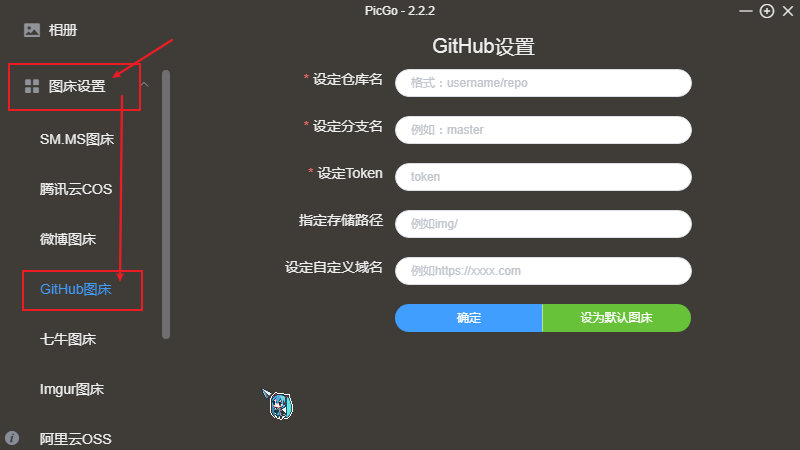 PicGo - 2.2.2
相册
图床设置
SM.MS图床
腾讯云COS
微博图床
GitHub图床
七牛图床
Imgur图床
阿里云OSS
GitHub设置
* 设定仓库名
格式：username/repo
* 设定分支名
例如：master
* 设定Token
token
指定存储路径
例如img/
设定自定义域名
例如https://xxxx.com
确定
设为默认图床